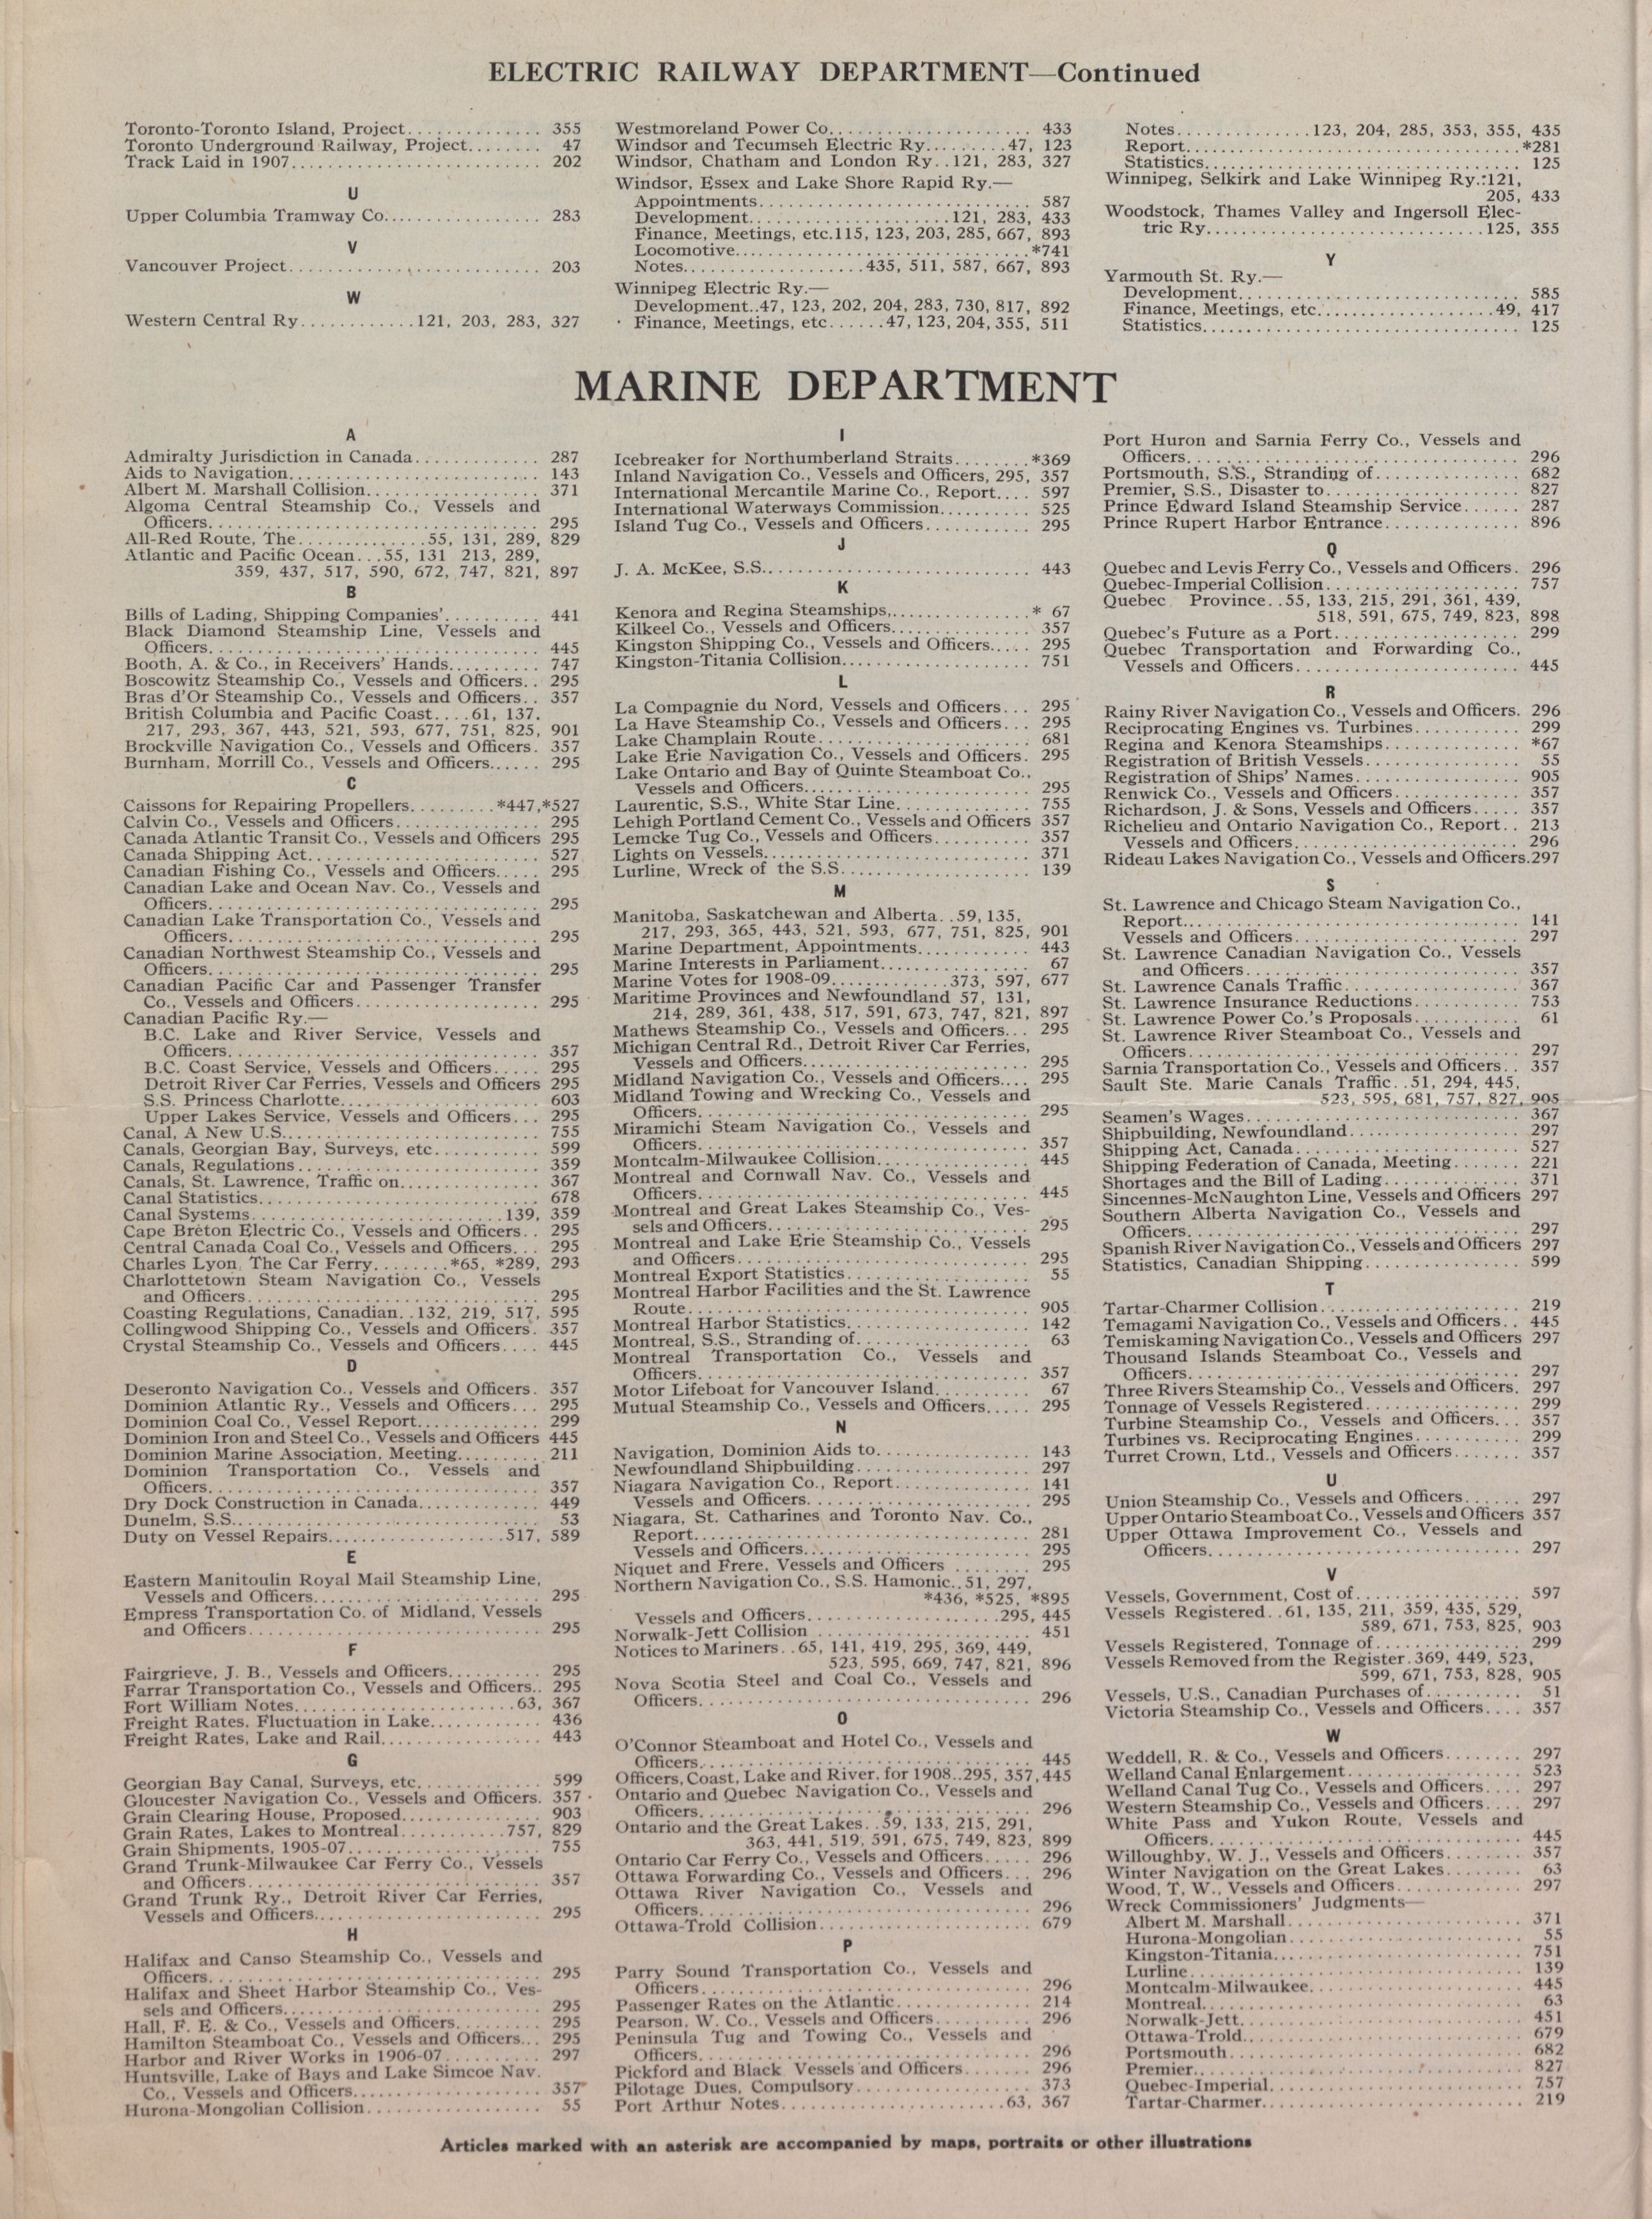 ELECTRIC RAILWAY DEPARTMENT—Continued
Toronto-Toronto Island, Project.............. 355
Toronto Underground Railway, Project........ 47
Track Laid in 1907........................ 202
U
Upper Columbia Tramway Co................ 283
V
Vancouver Project......................... 203
W
Western Central Ry............121, 203, 283, 327
Westmoreland Power Co.................... 433
Windsor and Tecumseh Electric Ry........47, 123
Windsor, Chatham and London Ry..121, 283, 327
Windsor, Essex and Lake Shore Rapid Ry.—
Appointments........................... 587
Development....................121, 283, 433
Finance, Meetings, etc.115, 123, 203, 285, 667, 893
Locomotive.............................*741
Notes..................435, 511, 587, 667, 893
Winnipeg Electric Ry.—
Development..47, 123, 202, 204, 283, 730, 817, 892
Finance, Meetings, etc......47, 123, 204, 355, 511
Notes.............123, 204, 285, 353, 355, 435
Report.................................*281
Statistics............................... 125
Winnipeg, Selkirk and Lake Winnipeg Ry.:121,
205, 433
Woodstock, Thames Valley and Ingersoll Elec-
tric Ry...........................125, 355
Y
Yarmouth St. Ry.—
Development............................ 585
Finance, Meetings, etc..................49, 417
Statistics............................... 125
MARINE DEPARTMENT
A
Admiralty Jurisdiction in Canada............. 287
Aids to Navigation......................... 143
Albert M. Marshall Collision................. 371
Algoma Central Steamship Co., Vessels and
Officers................................. 295
All-Red Route, The.............55, 131, 289, 829
Atlantic and Pacific Ocean...55, 131 213, 289,
359, 437, 517, 590, 672, 747, 821, 897
B
Bills of Lading, Shipping Companies'.......... 441
Black Diamond Steamship Line, Vessels and
Officers................................. 445
Booth, A. & Co., in Receivers' Hands......... 747
Boscowitz Steamship Co., Vessels and Officers.. 295
Bras d'Or Steamship Co., Vessels and Officers.. 357
British Columbia and Pacific Coast....61, 137,
217, 293, 367, 443, 521, 593, 677, 751, 825, 901
Brockville Navigation Co., Vessels and Officers. 357
Burnham, Morrill Co., Vessels and Officers...... 295
C
Caissons for Repairing Propellers.........*447,*527
Calvin Co., Vessels and Officers.............. 295
Canada Atlantic Transit Co., Vessels and Officers 295
Canada Shipping Act....................... 527
Canadian Fishing Co., Vessels and Officers..... 295
Canadian Lake and Ocean Nav. Co., Vessels and
Officers................................. 295
Canadian Lake Transportation Co., Vessels and
Officers............................... 295
Canadian Northwest Steamship Co., Vessels and
Officers................................. 295
Canadian Pacific Car and Passenger Transfer
Co., Vessels and Officers.................. 295
Canadian Pacific Ry.—
B.C. Lake and River Service, Vessels and
Officers............................... 357
B.C. Coast Service, Vessels and Officers..... 295
Detroit River Car Ferries, Vessels and Officers 295
S.S. Princess Charlotte.................... 603
Upper Lakes Service, Vessels and Officers... 295
Canal, A New U.S......................... 755
Canals, Georgian Bay, Surveys, etc........... 599
Canals, Regulations........................ 359
Canals, St. Lawrence, Traffic on.............. 367
Canal Statistics............................ 678
Canal Systems.........................139, 359
Cape Breton Electric Co., Vessels and Officers.. 295
Central Canada Coal Co., Vessels and Officers... 295
Charles Lyon, The Car Ferry........*65, *289, 293
Charlottetown Steam Navigation Co., Vessels
and Officers............................. 295
Coasting Regulations, Canadian..132, 219, 517, 595
Collingwood Shipping Co., Vessels and Officers. 357
Crystal Steamship Co., Vessels and Officers.... 445
D
Deseronto Navigation Co., Vessels and Officers. 357
Dominion Atlantic Ry., Vessels and Officers... 295
Dominion Coal Co., Vessel Report............ 299
Dominion Iron and Steel Co., Vessels and Officers 445
Dominion Marine Association, Meeting......... 211
Dominion Transportation Co., Vessels and
Officers................................. 357
Dry Dock Construction in Canada............ 449
Dunelm, S.S............................... 53
Duty on Vessel Repairs..................517, 589
E
Eastern Manitoulin Royal Mail Steamship Line,
Vessels and Officers...................... 295
Empress Transportation Co. of Midland, Vessels
and Officers............................. 295
F
Fairgrieve, J. B., Vessels and Officers.......... 295
Farrar Transportation Co., Vessels and Officers.. 295
Fort William Notes......................63, 367
Freight Rates, Fluctuation in Lake........... 436
Freight Rates, Lake and Rail................ 443
G
Georgian Bay Canal, Surveys, etc............ 599
Gloucester Navigation Co., Vessels and Officers. 357
Grain Clearing House, Proposed.............. 903
Grain Rates, Lakes to Montreal...........757, 829
Grain Shipments, 1905-07................... 755
Grand Trunk-Milwaukee Car Ferry Co., Vessels
and Officers............................. 357
Grand Trunk Ry., Detroit River Car Ferries,
Vessels and Officers...................... 295
H
Halifax and Canso Steamship Co., Vessels and
Officers................................. 295
Halifax and Sheet Harbor Steamship Co., Ves-
sels and Officers......................... 295
Hall, F. E. & Co., Vessels and Officers......... 295
Hamilton Steamboat Co., Vessels and Officers... 295
Harbor and River Works in 1906-07.......... 297
Huntsville, Lake of Bays and Lake Simcoe Nav.
Co., Vessels and Officers.................. 357
Hurona-Mongolian Collision.................. 55
I
Icebreaker for Northumberland Straits........*369
Inland Navigation Co., Vessels and Officers, 295, 357
International Mercantile Marine Co., Report.... 597
International Waterways Commission......... 525
Island Tug Co., Vessels and Officers........... 295
J
J. A. McKee, S.S........................... 443
K
Kenora and Regina Steamships...............* 67
Kilkeel Co., Vessels and Officers.............. 357
Kingston Shipping Co., Vessels and Officers..... 295
Kingston-Titania Collision................... 751
L
La Compagnie du Nord, Vessels and Officers... 295
La Have Steamship Co., Vessels and Officers... 295
Lake Champlain Route..................... 681
Lake Erie Navigation Co., Vessels and Officers. 295
Lake Ontario and Bay of Quinte Steamboat Co.,
Vessels and Officers...................... 295
Laurentic, S.S., White Star Line............. 755
Lehigh Portland Cement Co., Vessels and Officers 357
Lemcke Tug Co., Vessels and Officers.......... 357
Lights on Vessels.......................... 371
Lurline, Wreck of the S.S................... 139
M
Manitoba, Saskatchewan and Alberta..59, 135,
217, 293, 365, 443, 521, 593, 677, 751, 825, 901
Marine Department, Appointments........... 443
Marine Interests in Parliament............... 67
Marine Votes for 1908-09............373, 597, 677
Maritime Provinces and Newfoundland 57, 131,
214, 289, 361, 438, 517, 591, 673, 747, 821, 897
Mathews Steamship Co., Vessels and Officers... 295
Michigan Central Rd., Detroit River Car Ferries,
Vessels and Officers...................... 295
Midland Navigation Co., Vessels and Officers.... 295
Midland Towing and Wrecking Co., Vessels and
Officers................................. 295
Miramichi Steam Navigation Co., Vessels and
Officers................................. 357
Montcalm-Milwaukee Collision............... 445
Montreal and Cornwall Nav. Co., Vessels and
Officers................................. 445
Montreal and Great Lakes Steamship Co., Ves-
sels and Officers......................... 295
Montreal and Lake Erie Steamship Co., Vessels
and Officers............................. 295
Montreal Export Statistics................... 55
Montreal Harbor Facilities and the St. Lawrence
Route.................................. 905
Montreal Harbor Statistics.................. 142
Montreal, S.S., Stranding of................. 63
Montreal Transportation Co., Vessels and
Officers................................. 357
Motor Lifeboat for Vancouver Island.......... 67
Mutual Steamship Co., Vessels and Officers..... 295
N
Navigation, Dominion Aids to............... 143
Newfoundland Shipbuilding................. 297
Niagara Navigation Co., Report............. 141
Vessels and Officers...................... 295
Niagara, St. Catharines and Toronto Nav. Co.,
Report................................. 281
Vessels and Officers...................... 295
Niquet and Frere, Vessels and Officers ........ 295
Northern Navigation Co., S.S. Hamonic..51, 297,
*436, *525, *895
Vessels and Officers...................295, 445
Norwalk-Jett Collision ..................... 451
Notices to Mariners..65, 141, 419, 295, 369, 449,
523, 595, 669, 747, 821, 896
Nova Scotia Steel and Coal Co., Vessels and
Officers................................. 296
O
O'Connor Steamboat and Hotel Co., Vessels and
Officers................................. 445
Officers, Coast, Lake and River, for 1908..295, 357, 445
Ontario and Quebec Navigation Co., Vessels and
Officers................................. 296
Ontario and the Great Lakes..59, 133, 215, 291,
363, 441, 519, 591, 675, 749, 823, 899
Ontario Car Ferry Co., Vessels and Officers..... 296
Ottawa Forwarding Co., Vessels and Officers... 296
Ottawa River Navigation Co., Vessels and
Officers................................. 296
Ottawa-Trold Collision..................... 679
P
Parry Sound Transportation Co., Vessels and
Officers................................. 296
Passenger Rates on the Atlantic............. 214
Pearson, W. Co., Vessels and Officers.......... 296
Peninsula Tug and Towing Co., Vessels and
Officers................................. 296
Pickford and Black, Vessels and Officers....... 296
Pilotage Dues, Compulsory.................. 373
Port Arthur Notes.......................63, 367
Port Huron and Sarnia Ferry Co., Vessels and
Officers................................. 296
Portsmouth, S.S., Stranding of............... 682
Premier, S.S., Disaster to.................... 827
Prince Edward Island Steamship Service...... 287
Prince Rupert Harbor Entrance.............. 896
Q
Quebec and Levis Ferry Co., Vessels and Officers. 296
Quebec-Imperial Collision................... 757
Quebec Province..55, 133, 215, 291, 361, 439,
518, 591, 675, 749, 823, 898
Quebec's Future as a Port................... 299
Quebec Transportation and Forwarding Co.,
Vessels and Officers...................... 445
R
Rainy River Navigation Co., Vessels and Officers. 296
Reciprocating Engines vs. Turbines........... 299
Regina and Kenora Steamships..............*67
Registration of British Vessels................ 55
Registration of Ships' Names................ 905
Renwick Co., Vessels and Officers............ 357
Richardson, J. & Sons, Vessels and Officers..... 357
Richelieu and Ontario Navigation Co., Report.. 213
Vessels and Officers...................... 296
Rideau Lakes Navigation Co., Vessels and Officers.297
S
St. Lawrence and Chicago Steam Navigation Co.,
Report.................................. 141
Vessels and Officers...................... 297
St. Lawrence Canadian Navigation Co., Vessels
and Officers............................. 357
St. Lawrence Canals Traffic.................. 367
St. Lawrence Insurance Reductions........... 753
St. Lawrence Power Co.'s Proposals........... 61
St. Lawrence River Steamboat Co., Vessels and
Officers................................. 297
Sarnia Transportation Co., Vessels and Officers.. 357
Sault Ste. Marie Canals Traffic..51, 294, 445,
523, 595, 681, 757, 827, 905
Seamen's Wages........................... 367
Shipbuilding, Newfoundland................. 297
Shipping Act, Canada....................... 527
Shipping Federation of Canada, Meeting....... 221
Shortages and the Bill of Lading.............. 371
Sincennes-McNaughton Line, Vessels and Officers 297
Southern Alberta Navigation Co., Vessels and
Officers................................. 297
Spanish River Navigation Co., Vessels and Officers 297
Statistics, Canadian Shipping................ 599
T
Tartar-Charmer Collision.................... 219
Temagami Navigation Co., Vessels and Officers.. 445
Temiskaming Navigation Co., Vessels and Officers 297
Thousand Islands Steamboat Co., Vessels and
Officers................................. 297
Three Rivers Steamship Co., Vessels and Officers. 297
Tonnage of Vessels Registered................ 299
Turbine Steamship Co., Vessels and Officers... 357
Turbines vs. Reciprocating Engines........... 299
Turret Crown, Ltd., Vessels and Officers....... 357
U
Union Steamship Co., Vessels and Officers...... 297
Upper Ontario Steamboat Co., Vessels and Officers 357
Upper Ottawa Improvement Co., Vessels and
Officers................................. 297
V
Vessels, Government, Cost of................. 597
Vessels Registered..61, 135, 211, 359, 435, 529,
589, 671, 753, 825, 903
Vessels Registered, Tonnage of............... 299
Vessels Removed from the Register.369, 449, 523,
599, 671, 753, 828, 905
Vessels, U.S., Canadian Purchases of.......... 51
Victoria Steamship Co., Vessels and Officers.... 357
W
Weddell, R. & Co., Vessels and Officers........ 297
Welland Canal Enlargement.................. 523
Welland Canal Tug Co., Vessels and Officers.... 297
Western Steamship Co., Vessels and Officers.... 297
White Pass and Yukon Route, Vessels and
Officers................................. 445
Willoughby, W. J., Vessels and Officers........ 357
Winter Navigation on the Great Lakes........ 63
Wood, T. W., Vessels and Officers............ 297
Wreck Commissioners' Judgments—
Albert M. Marshall....................... 371
Hurona-Mongolian....................... 55
Kingston-Titania......................... 751
Lurline.................................. 139
Montcalm-Milwaukee..................... 445
Montreal................................ 63
Norwalk-Jett............................ 451
Ottawa-Trold............................ 679
Portsmouth.............................. 682
Premier................................. 827
Quebec-Imperial......................... 757
Tartar-Charmer.......................... 219
Articles marked with an asterisk are accompanied by maps, portraits or other illustrations